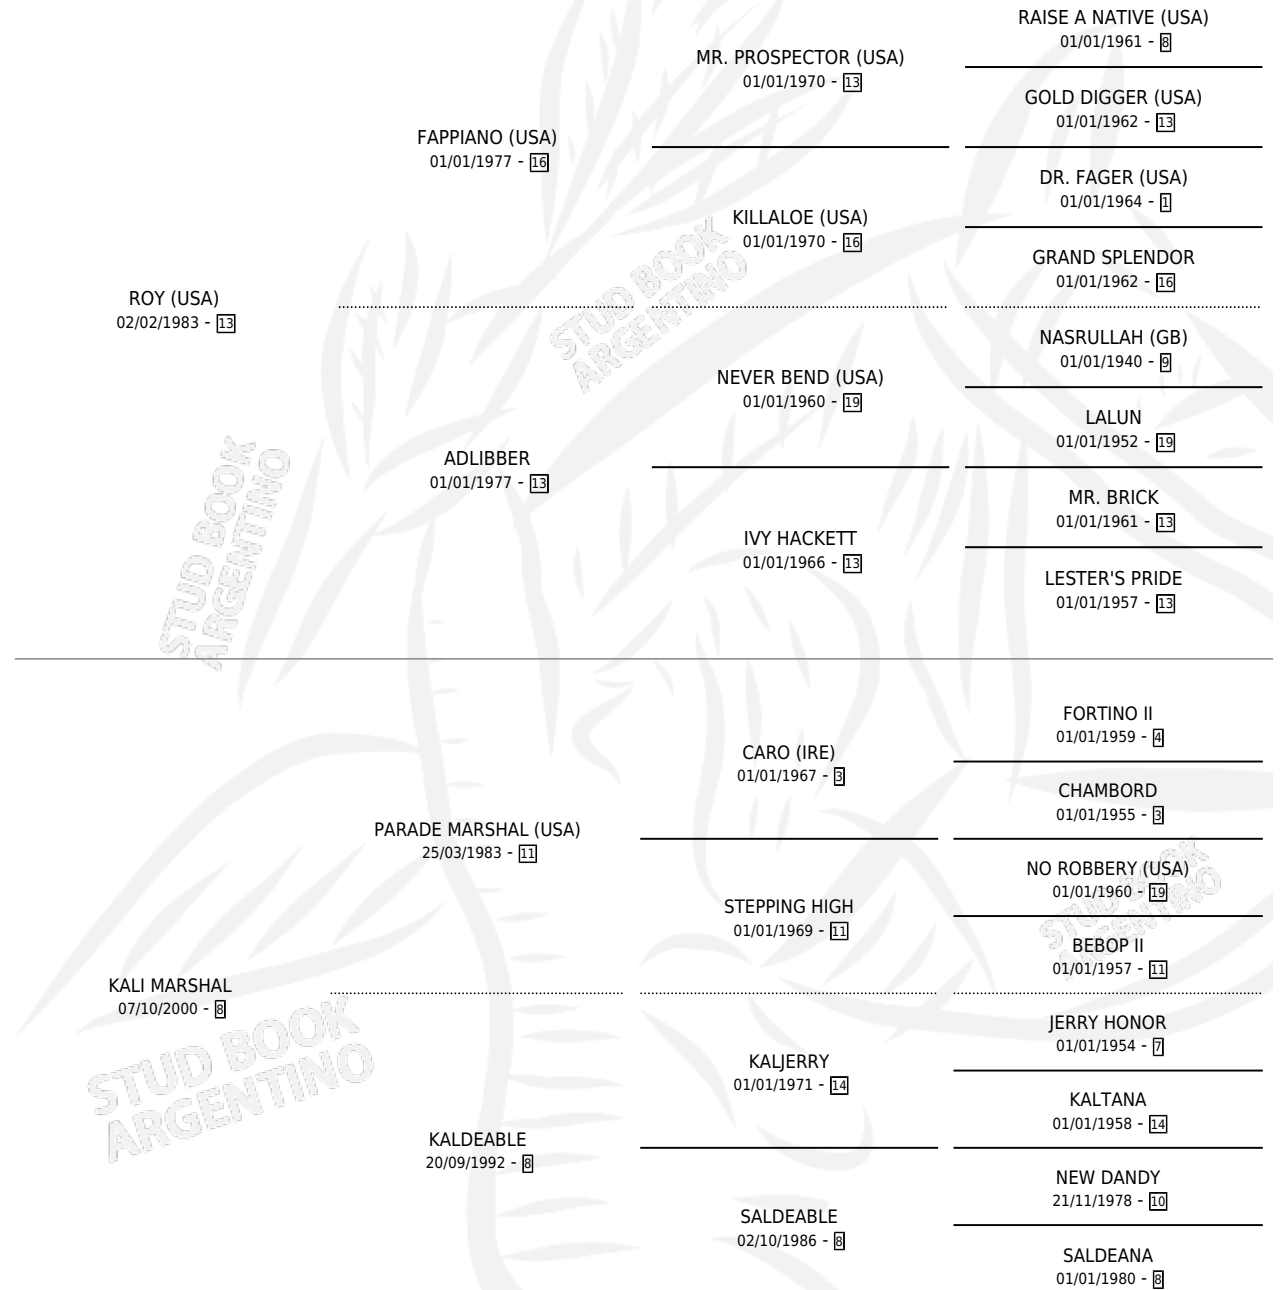 RAISE A NATIVE (USA)
01/01/1961 - 8
MR. PROSPECTOR (USA)
01/01/1970 - 13
GOLD DIGGER (USA)
01/01/1962 - 13
FAPPIANO (USA)
01/01/1977 - 16
DR. FAGER (USA)
01/01/1964 - 1
KILLALOE (USA)
01/01/1970 - 16
GRAND SPLENDOR
01/01/1962 - 16
ROY (USA)
02/02/1983 - 13
NASRULLAH (GB)
01/01/1940 - 9
NEVER BEND (USA)
01/01/1960 - 19
LALUN
01/01/1952 - 19
ADLIBBER
01/01/1977 - 13
MR. BRICK
01/01/1961 - 13
IVY HACKETT
01/01/1966 - 13
LESTER'S PRIDE
01/01/1957 - 13
FORTINO II
01/01/1959 - 4
CARO (IRE)
01/01/1967 - 3
CHAMBORD
01/01/1955 - 3
PARADE MARSHAL (USA)
25/03/1983 - 11
NO ROBBERY (USA)
01/01/1960 - 19
STEPPING HIGH
01/01/1969 - 11
BEBOP II
01/01/1957 - 11
KALI MARSHAL
07/10/2000 - 8
JERRY HONOR
01/01/1954 - 7
KALJERRY
01/01/1971 - 14
KALTANA
01/01/1958 - 14
KALDEABLE
20/09/1992 - 8
NEW DANDY
21/11/1978 - 10
SALDEABLE
02/10/1986 - 8
SALDEANA
01/01/1980 - 8
STUD BOOK
ARGENTINO
STUD BOOK
ARGENTINO
STUD BOOK
ARGENTINO
STUD BOOK
ARGENTINO